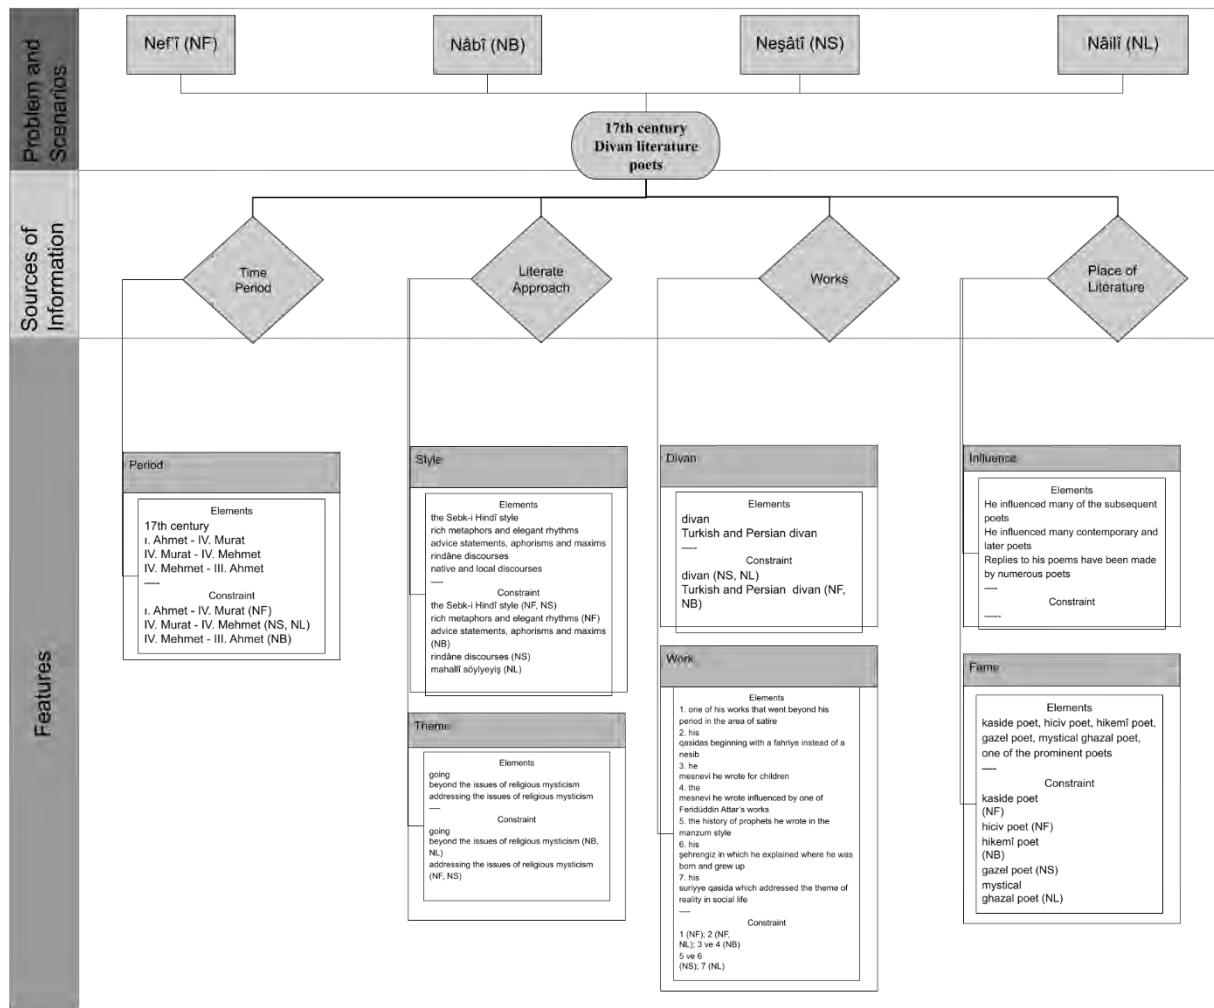 Problem and
Scenarios
Nef'î (NF)
Nâbî (NB)
Neşâtî (NS)
Nâilî (NL)
17th century
Divan literature
poets
Sources of
Information
Time
Period
Literate
Approach
Works
Place of
Literature
Features
Period
Elements
17th century
ı. Ahmet - IV. Murat
IV. Murat - IV. Mehmet
IV. Mehmet - III. Ahmet
----
Constraint
ı. Ahmet - IV. Murat (NF)
IV. Murat - IV. Mehmet (NS, NL)
IV. Mehmet - III. Ahmet (NB)
Style
Elements
the Sebk-i Hindî style
rich metaphors and elegant rhythms
advice statements, aphorisms and maxims
rindâne discourses
native and local discourses
----
Constraint
the Sebk-i Hindî style (NF, NS)
rich metaphors and elegant rhythms (NF)
advice statements, aphorisms and maxims
(NB)
rindâne discourses (NS)
mahallî söylyeyiş (NL)
Theme
Elements
going
beyond the issues of religious mysticism
addressing the issues of religious mysticism
----
Constraint
going
beyond the issues of religious mysticism (NB,
NL)
addressing the issues of religious mysticism
(NF, NS)
Divan
Elements
divan
Turkish and Persian divan
----
Constraint
divan (NS, NL)
Turkish and Persian divan (NF,
NB)
Work
Elements
1. one of his works that went beyond his
period in the area of satire
2. his
qasidas beginning with a fahriye instead of a
nesib
3. he
mesnevi he wrote for children
4. the
mesnevi he wrote influenced by one of
Feridüddin Attar's works
5. the history of prophets he wrote in the
manzum style
6. his
şehrengiz in which he explained where he was
born and grew up
7. his
suriyye qasida which addressed the theme of
reality in social life
----
Constraint
1 (NF); 2 (NF,
NL); 3 ve 4 (NB)
5 ve 6
(NS); 7 (NL)
Influence
Elements
He influenced many of the subsequent
poets
He influenced many contemporary and
later poets
Replies to his poems have been made
by numerous poets
----
Constraint
-----
Fame
Elements
kaside poet, hiciv poet, hikemî poet,
gazel poet, mystical ghazal poet,
one of the prominent poets
----
Constraint
kaside poet
(NF)
hiciv poet (NF)
hikemî poet
(NB)
gazel poet (NS)
mystical
ghazal poet (NL)